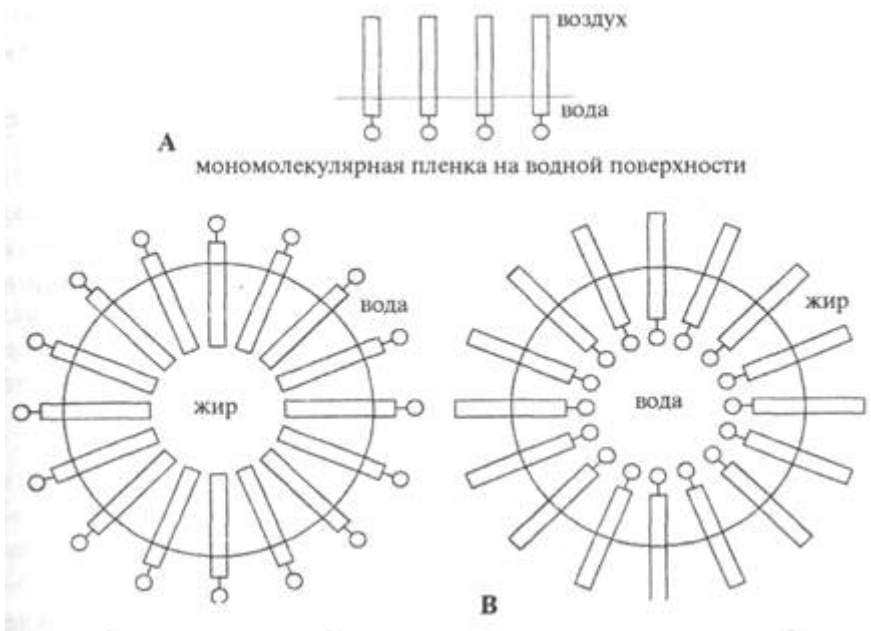 воздух
вода
А
мономолекулярная пленка на водной поверхности
вода
жир
жир
вода
В